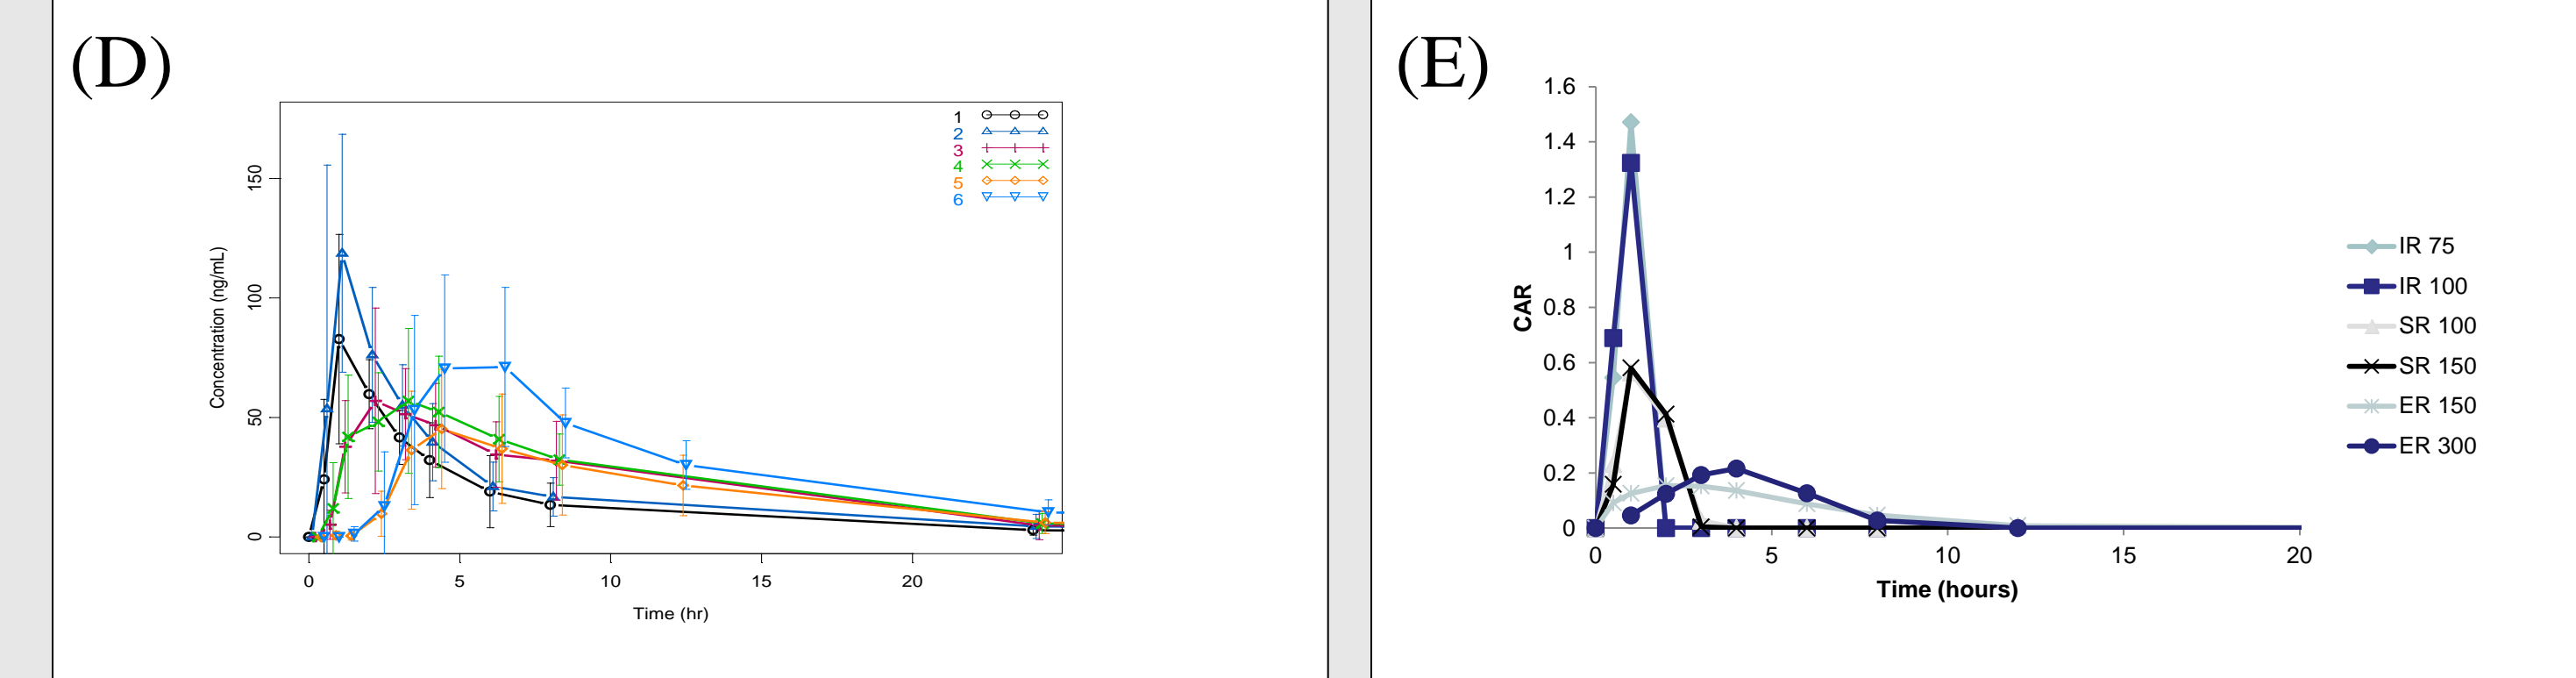 (D)
1
2
3
4
5
6
150
100
50
0
Concentration (ng/mL)
0 5 10 15 20
Time (hr)
(E)
1.6
1.4
1.2
1
0.8
0.6
0.4
0.2
0
CAR
0 5 10 15 20
Time (hours)
IR 75
IR 100
SR 100
SR 150
ER 150
ER 300